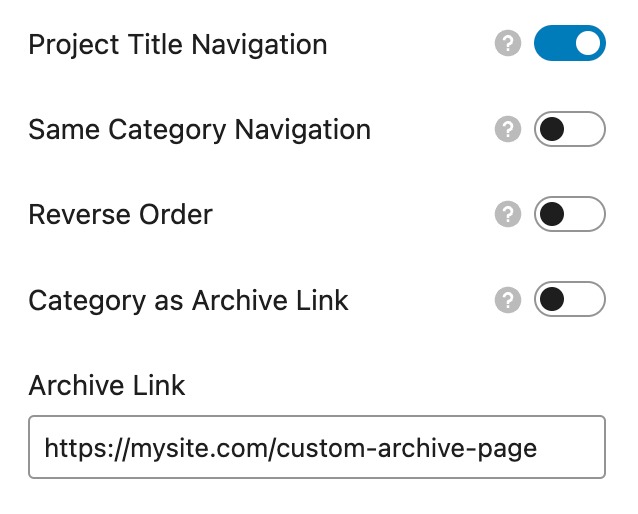 Project Title Navigation ?
Same Category Navigation ?
Reverse Order ?
Category as Archive Link ?
Archive Link
https://mysite.com/custom-archive-page